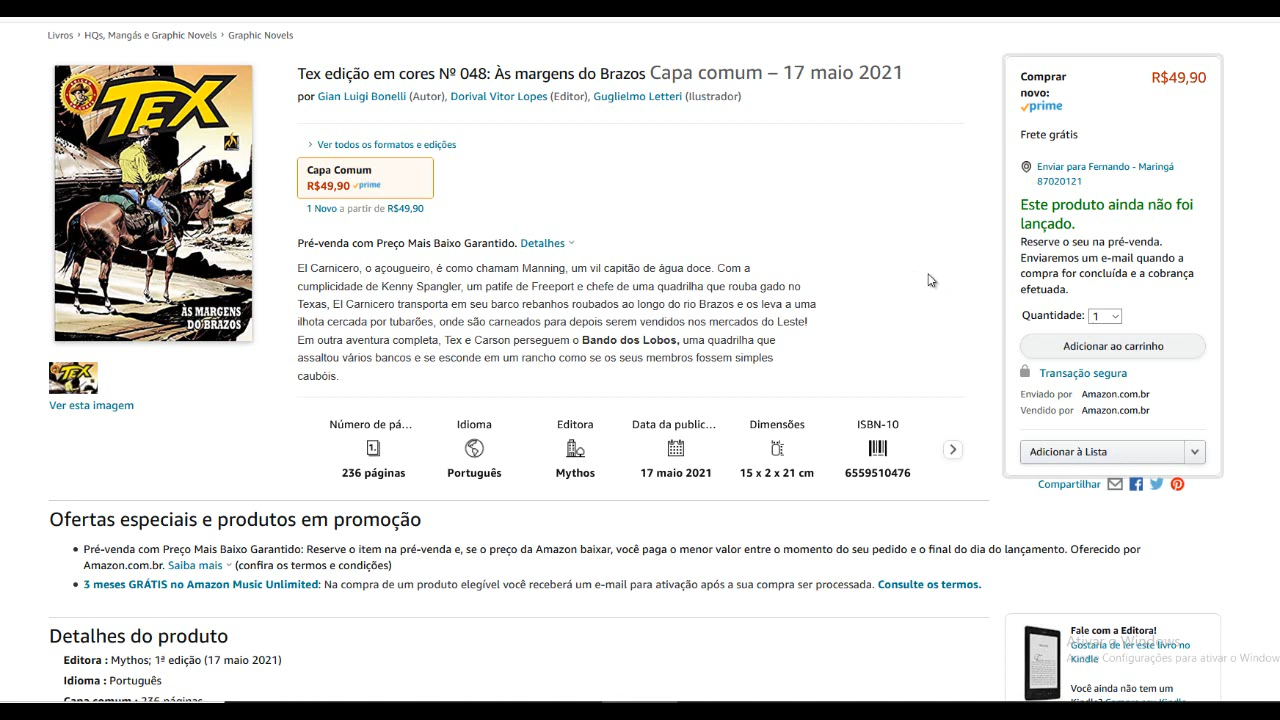 Livros › HQs, Mangás e Graphic Novels › Graphic Novels
TEX
ÀS MARGENS
DO BRAZOS
TEX
Ver esta imagem
Tex edição em cores Nº 048: Às margens do Brazos Capa comum – 17 maio 2021
por Gian Luigi Bonelli (Autor), Dorival Vitor Lopes (Editor), Guglielmo Letteri (Ilustrador)
› Ver todos os formatos e edições
Capa Comum
R$49,90 prime
1 Novo a partir de R$49,90
Pré-venda com Preço Mais Baixo Garantido. Detalhes
El Carnicero, o açougueiro, é como chamam Manning, um vil capitão de água doce. Com a
cumplicidade de Kenny Spangler, um patife de Freeport e chefe de uma quadrilha que rouba gado no
Texas, El Carnicero transporta em seu barco rebanhos roubados ao longo do rio Brazos e os leva a uma
ilhota cercada por tubarões, onde são carneados para depois serem vendidos nos mercados do Leste!
Em outra aventura completa, Tex e Carson perseguem o Bando dos Lobos, uma quadrilha que
assaltou vários bancos e se esconde em um rancho como se os seus membros fossem simples
caubóis.
Número de pá... Idioma Editora Data da public... Dimensões ISBN-10
236 páginas Português Mythos 17 maio 2021 15 x 2 x 21 cm 6559510476
Comprar R$49,90
novo:
prime
Frete grátis
Enviar para Fernando - Maringá
87020121
Este produto ainda não foi
lançado.
Reserve o seu na pré-venda.
Enviaremos um e-mail quando a
compra for concluída e a cobrança
efetuada.
Quantidade: 1
Adicionar ao carrinho
Transação segura
Enviado por Amazon.com.br
Vendido por Amazon.com.br
Adicionar à Lista
Compartilhar
Ofertas especiais e produtos em promoção
• Pré-venda com Preço Mais Baixo Garantido: Reserve o item na pré-venda e, se o preço da Amazon baixar, você paga o menor valor entre o momento do seu pedido e o final do dia do lançamento. Oferecido por
Amazon.com.br. Saiba mais (confira os termos e condições)
• 3 meses GRÁTIS no Amazon Music Unlimited: Na compra de um produto elegível você receberá um e-mail para ativação após a sua compra ser processada. Consulte os termos.
Detalhes do produto
Editora : Mythos; 1ª edição (17 maio 2021)
Idioma : Português
Capa comum : 236 páginas
Fale com a Editora!
Gostaria de ler este livro no
Kindle
Você ainda não tem um
Kindle? Compre seu Kindle
Ativar o Windows
Configurações para ativar o Window